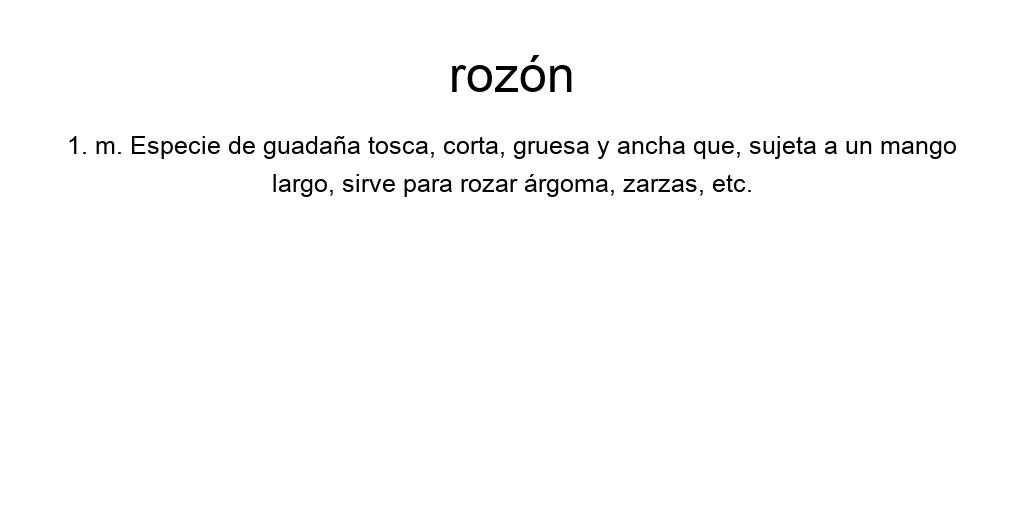 rozón
1. m. Especie de guadaña tosca, corta, gruesa y ancha que, sujeta a un mango
largo, sirve para rozar árgoma, zarzas, etc.